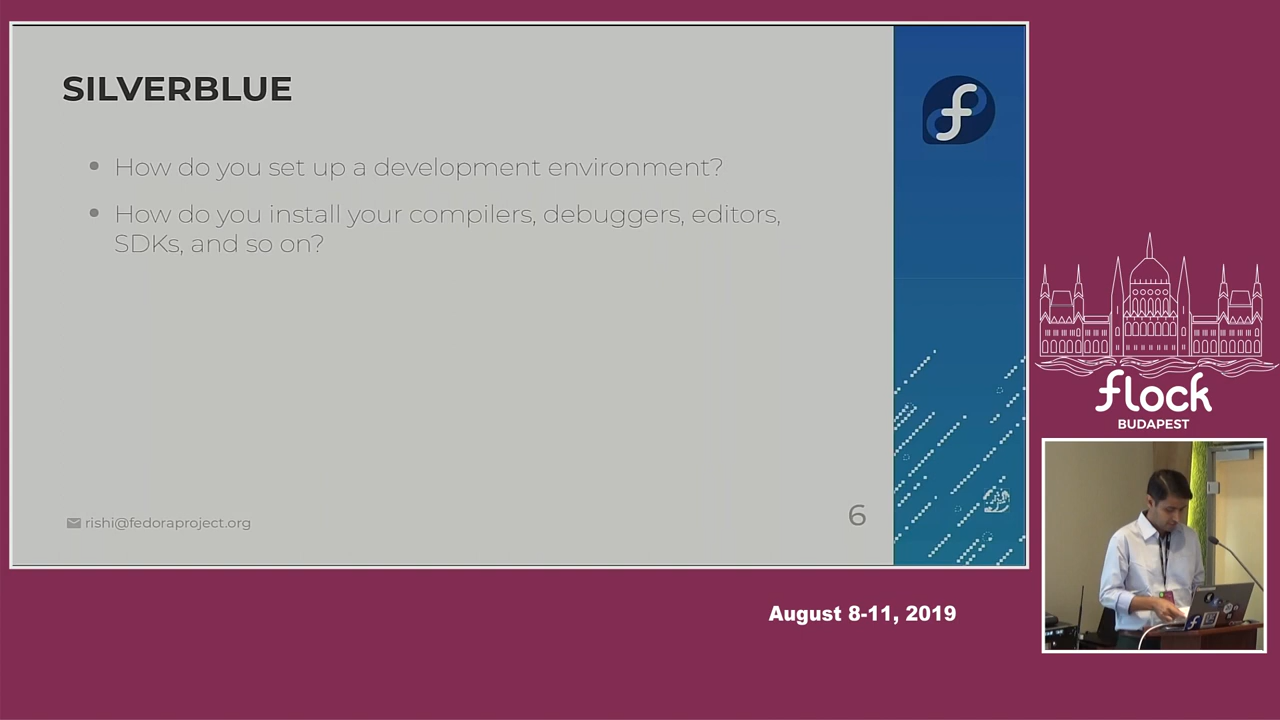 SILVERBLUE
How do you set up a development environment?
How do you install your compilers, debuggers, editors,
SDKs, and so on?
rishi@fedoraproject.org
6
flock
BUDAPEST
August 8-11, 2019